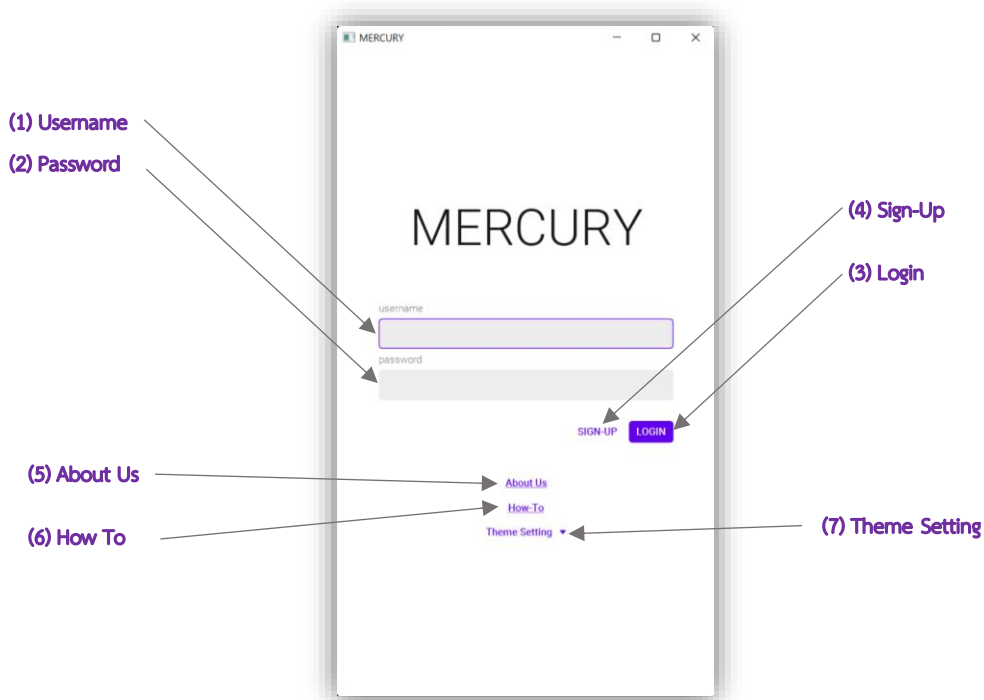 MERCURY
(1) Username
(2) Password
(4) Sign-Up
MERCURY
(3) Login
username
password
SIGN-UP LOGIN
(5) About Us
About Us
How-To
(6) How To
Theme Setting
(7) Theme Setting